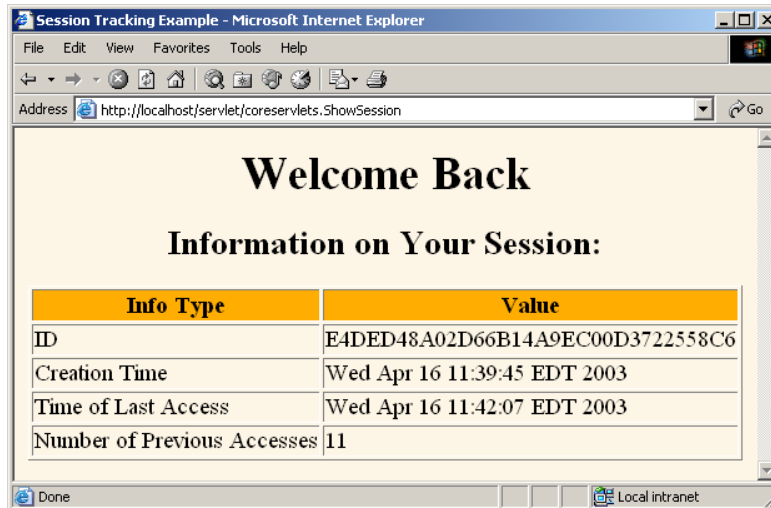 Session Tracking Example - Microsoft Internet Explorer
File Edit View Favorites Tools Help
Address http://localhost/servlet/coreservlets.ShowSession Go
Welcome Back
Information on Your Session:
Info Type Value
ID E4DED48A02D66B14A9EC00D3722558C6
Creation Time Wed Apr 16 11:39:45 EDT 2003
Time of Last Access Wed Apr 16 11:42:07 EDT 2003
Number of Previous Accesses 11
Done Local intranet